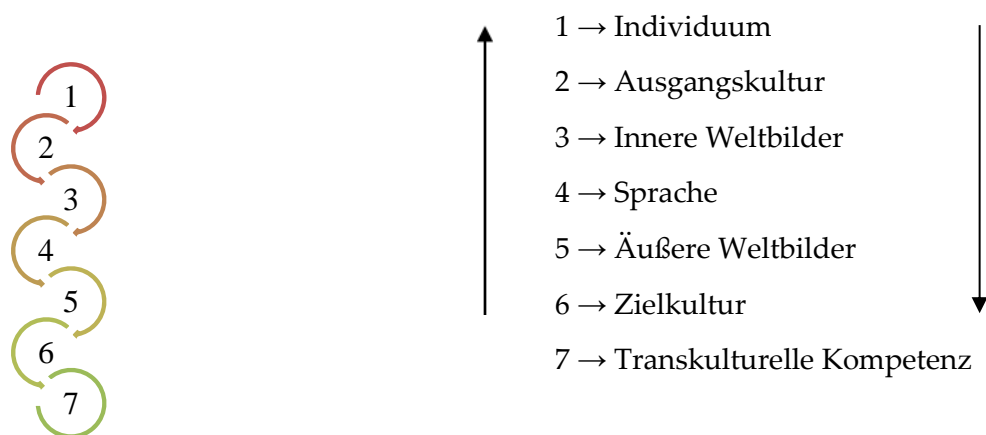 1
2
3
4
5
6
7
1 → Individuum
2 → Ausgangskultur
3 → Innere Weltbilder
4 → Sprache
5 → Äußere Weltbilder
6 → Zielkultur
7 → Transkulturelle Kompetenz